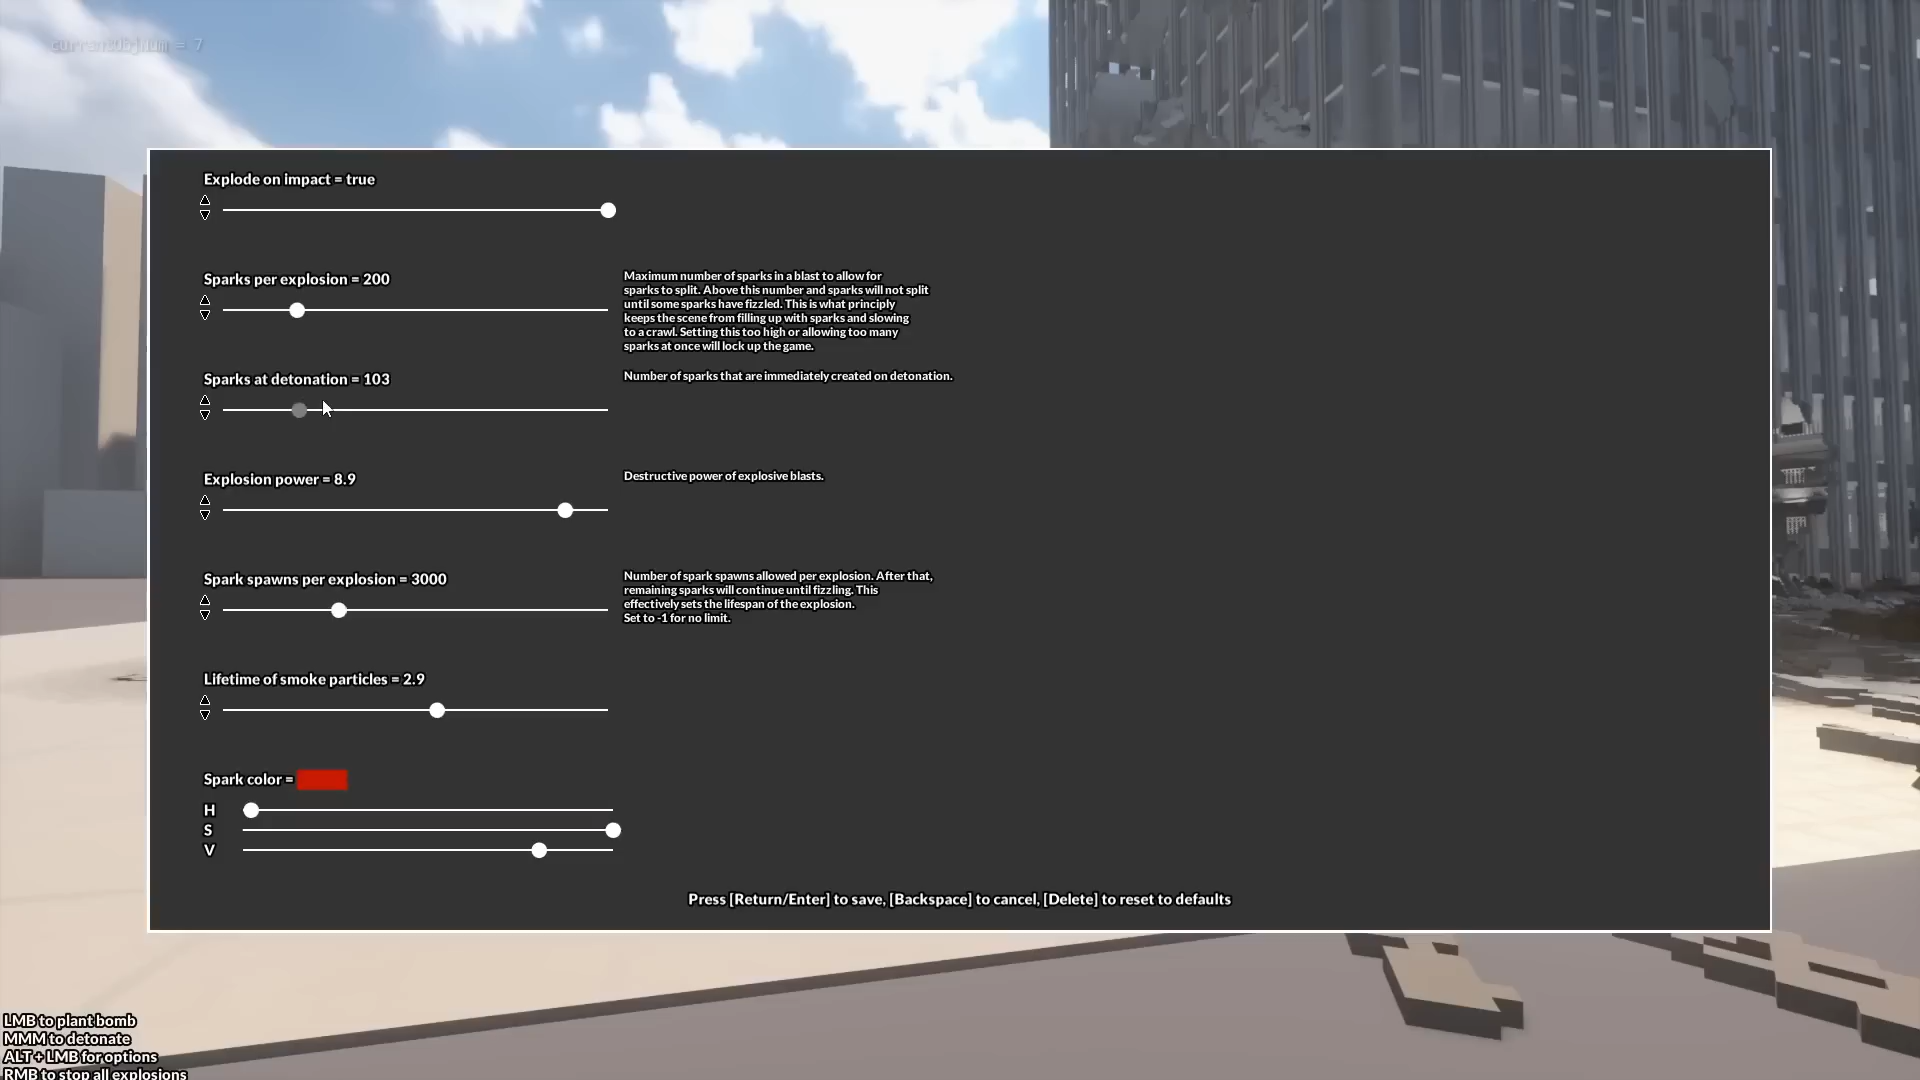 currentObjNum = 7
Explode on impact = true
Sparks per explosion = 200
Maximum number of sparks in a blast to allow for
sparks to split. Above this number and sparks will not split
until some sparks have fizzled. This is what principly
keeps the scene from filling up with sparks and slowing
to a crawl. Setting this too high or allowing too many
sparks at once will lock up the game.
Sparks at detonation = 103
Number of sparks that are immediately created on detonation.
Explosion power = 8.9
Destructive power of explosive blasts.
Spark spawns per explosion = 3000
Number of spark spawns allowed per explosion. After that,
remaining sparks will continue until fizzling. This
effectively sets the lifespan of the explosion.
Set to -1 for no limit.
Lifetime of smoke particles = 2.9
Spark color =
H
S
V
Press [Return/Enter] to save, [Backspace] to cancel, [Delete] to reset to defaults
LMB to plant bomb
MMM to detonate
ALT + LMB for options
RMB to stop all explosions